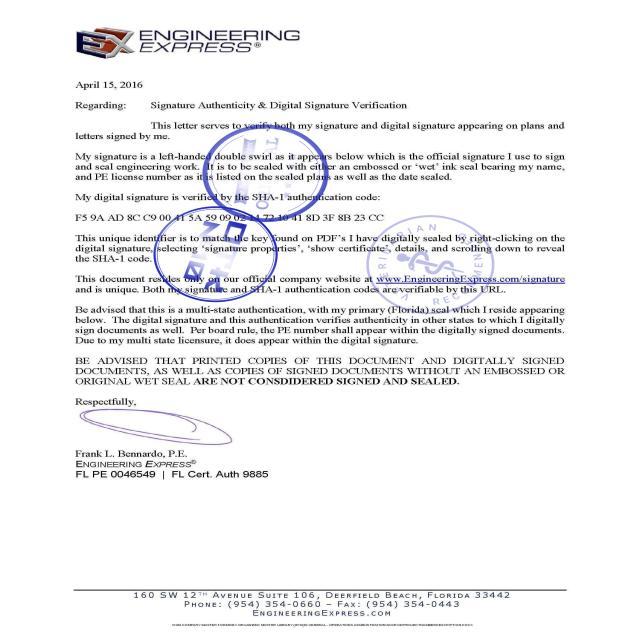 ENGINEERING
EXPRESS®
April 15, 2016
Regarding: Signature Authenticity & Digital Signature Verification
This letter serves to verify both my signature and digital signature appearing on plans and
letters signed by me.
My signature is a left-handed double swirl as it appears below which is the official signature I use to sign
and seal engineering work. It is to be sealed with either an embossed or 'wet' ink seal bearing my name,
and PE license number as it is listed on the sealed plans as well as the date sealed.
My digital signature is verified by the SHA-1 authentication code:
F5 9A AD 8C C9 00 41 5A 59 09 02 14 72 10 41 8D 3F 8B 23 CC
This unique identifier is to match the key found on PDF's I have digitally sealed by right-clicking on the
digital signature, selecting 'signature properties', 'show certificate', details, and scrolling down to reveal
the SHA-1 code.
This document resides only on our official company website at www.EngineeringExpress.com/signature
and is unique. Both my signature and SHA-1 authentication codes are verifiable by this URL.
Be advised that this is a multi-state authentication, with my primary (Florida) seal which I reside appearing
below. The digital signature and this authentication verifies authenticity in other states to which I digitally
sign documents as well. Per board rule, the PE number shall appear within the digitally signed documents.
Due to my multi state licensure, it does appear within the digital signature.
BE ADVISED THAT PRINTED COPIES OF THIS DOCUMENT AND DIGITALLY SIGNED
DOCUMENTS, AS WELL AS COPIES OF SIGNED DOCUMENTS WITHOUT AN EMBOSSED OR
ORIGINAL WET SEAL ARE NOT CONSDIDERED SIGNED AND SEALED.
Respectfully,
Frank L. Bennardo, P.E.
ENGINEERING EXPRESS®
FL PE 0046549 | FL Cert. Auth 9885
160 SW 12TH AVENUE SUITE 106, DEERFIELD BEACH, FLORIDA 33442
PHONE: (954) 354-0660 – FAX: (954) 354-0443
ENGINEERINGEXPRESS.COM